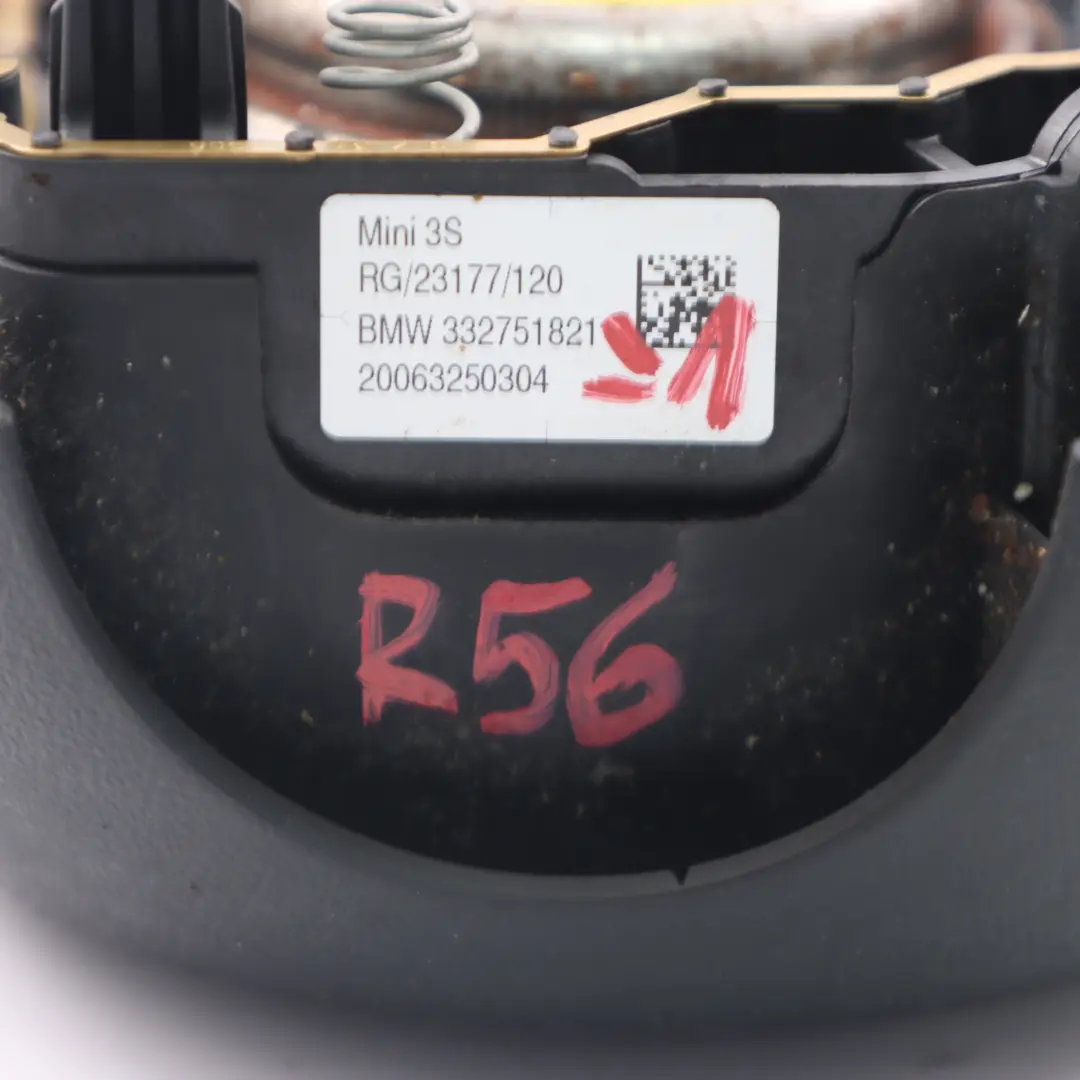 Mini 3S
RG/23177/120
BMW 332751821
20063250304
R56